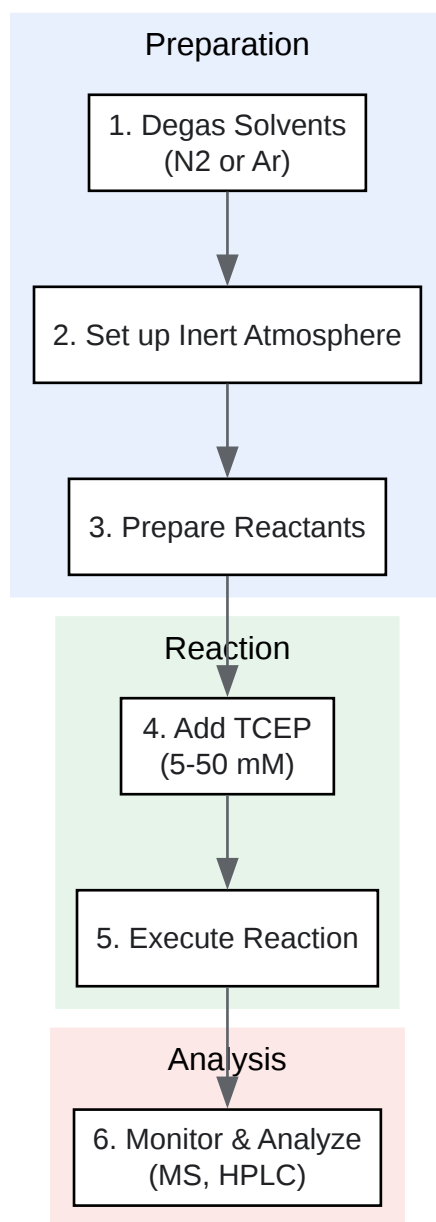 Preparation
1. Degas Solvents
(N2 or Ar)
2. Set up Inert Atmosphere
3. Prepare Reactants
Reaction
4. Add TCEP
(5-50 mM)
5. Execute Reaction
Analysis
6. Monitor & Analyze
(MS, HPLC)